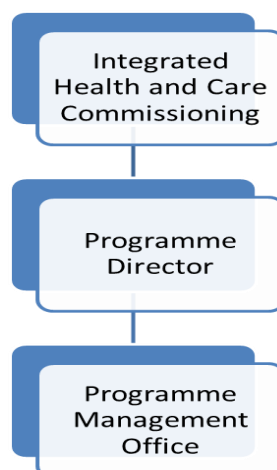 Integrated
Health and Care
Commissioning
Programme
Director
Programme
Management
Office